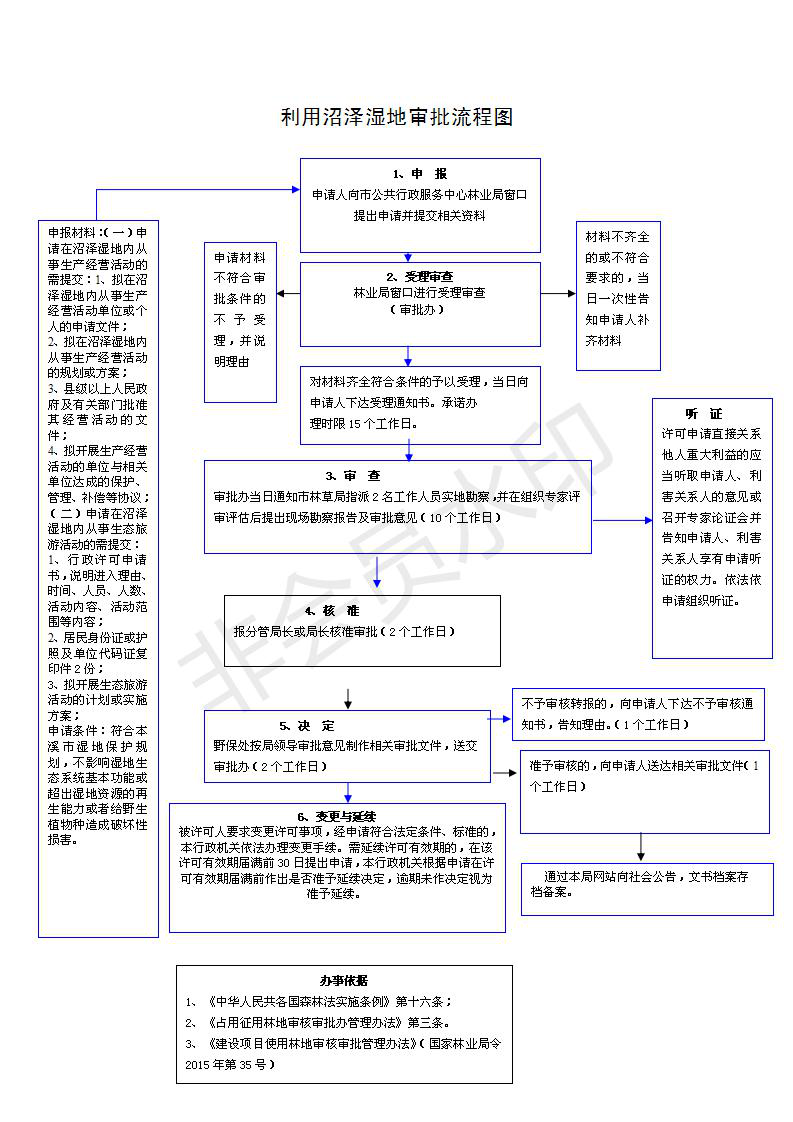 利用沼泽湿地审批流程图
1、申　报
申请人向市公共行政服务中心林业局窗口
提出申请并提交相关资料
申报材料：（一）申
请在沼泽湿地内从
事生产经营活动的
需提交：1、拟在沼
泽湿地内从事生产
经营活动单位或个
人的申请文件；
2、拟在沼泽湿地内
从事生产经营活动
的规划或方案；
3、县级以上人民政
府及有关部门批准
其经营活动的文
件；
4、拟开展生产经营
活动的单位与相关
单位达成的保护、
管理、补偿等协议；
（二）申请在沼泽
湿地内从事生态旅
游活动的需提交：
1、行政许可申请
书，说明进入理由、
时间、人员、人数、
活动内容、活动范
围等内容；
2、居民身份证或护
照及单位代码证复
印件2份；
3、拟开展生态旅游
活动的计划或实施
方案；
申请条件：符合本
溪市湿地保护规
划，不影响湿地生
态系统基本功能或
超出湿地资源的再
生能力或者给野生
植物种造成破坏性
损害。
申请材料
不符合审
批条件的
不予受
理，并说
明理由
2、受理审查
林业局窗口进行受理审查
（审批办）
材料不齐全
的或不符合
要求的，当
日一次性告
知申请人补
齐材料
对材料齐全符合条件的予以受理，当日向
申请人下达受理通知书。承诺办
理时限15个工作日。
3、审　查
审批办当日通知市林草局指派2名工作人员实地勘察,并在组织专家评
审评估后提出现场勘察报告及审批意见（10个工作日）
听　证
许可申请直接关系
他人重大利益的应
当听取申请人、利
害关系人的意见或
召开专家论证会并
告知申请人、利害
关系人享有申请听
证的权力。依法依
申请组织听证。
4、核　准
报分管局长或局长核准审批（2个工作日）
5、决　定
野保处按局领导审批意见制作相关审批文件，送交
审批办（2个工作日）
不予审核转报的，向申请人下达不予审核通
知书，告知理由。（1个工作日）
准予审核的，向申请人送达相关审批文件（1
个工作日）
6、变更与延续
被许可人要求变更许可事项，经申请符合法定条件、标准的，
本行政机关依法办理变更手续。需延续许可有效期的，在该
许可有效期届满前30日提出申请，本行政机关根据申请在许
可有效期届满前作出是否准予延续决定，逾期未作决定视为
准予延续。
通过本局网站向社会公告，文书档案存
档备案。
办事依据
1、《中华人民共各国森林法实施条例》第十六条；
2、《占用征用林地审核审批办管理办法》第三条。
3、《建设项目使用林地审核审批管理办法》（国家林业局令
2015年第35号）
非会员水印